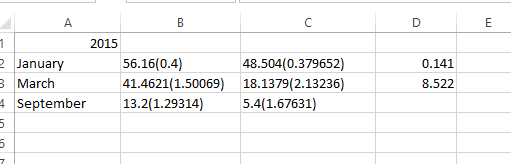 A B C D E
1 2015
2 January 56.16(0.4) 48.504(0.379652) 0.141
3 March 41.4621(1.50069) 18.1379(2.13236) 8.522
4 September 13.2(1.29314) 5.4(1.67631)
5
6
7